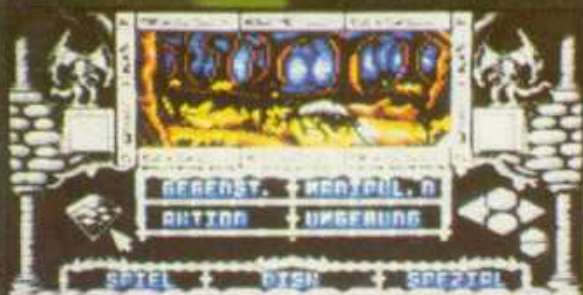 GEGENST. MANIPUL.N
AKTION UMGEBUNG
SPIEL DISK SPEZIAL